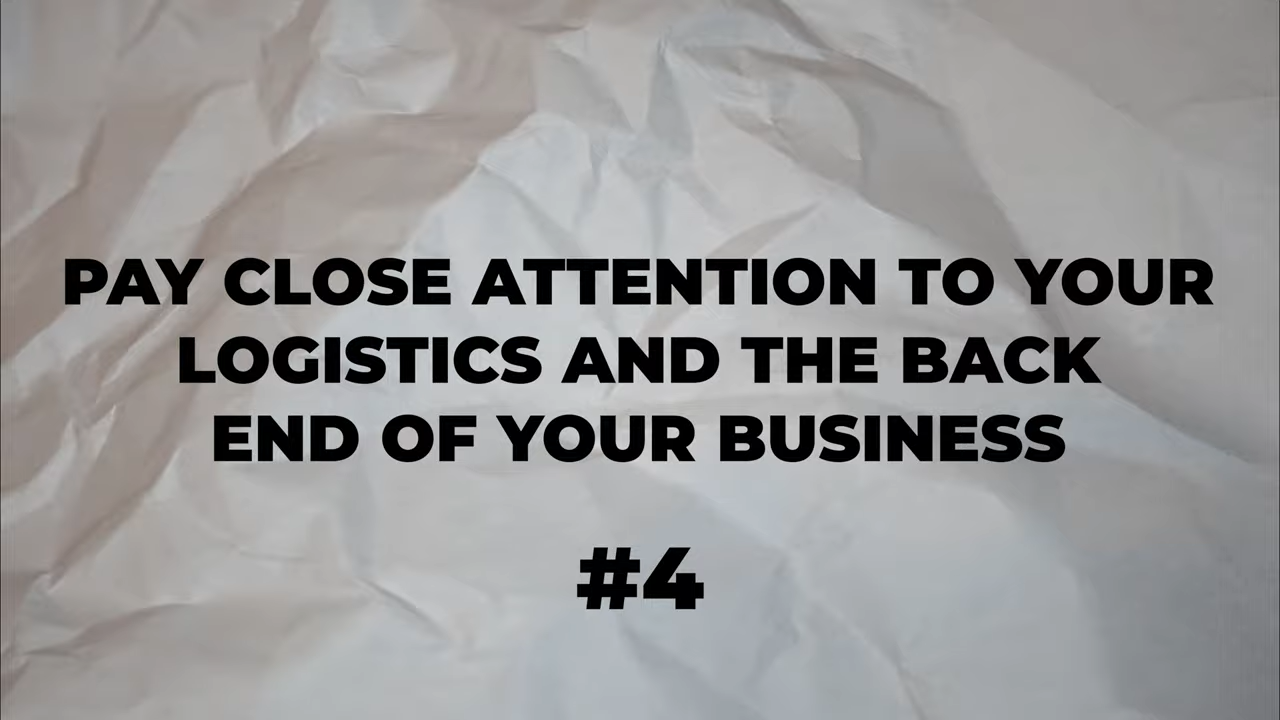 PAY CLOSE ATTENTION TO YOUR
LOGISTICS AND THE BACK
END OF YOUR BUSINESS
#4